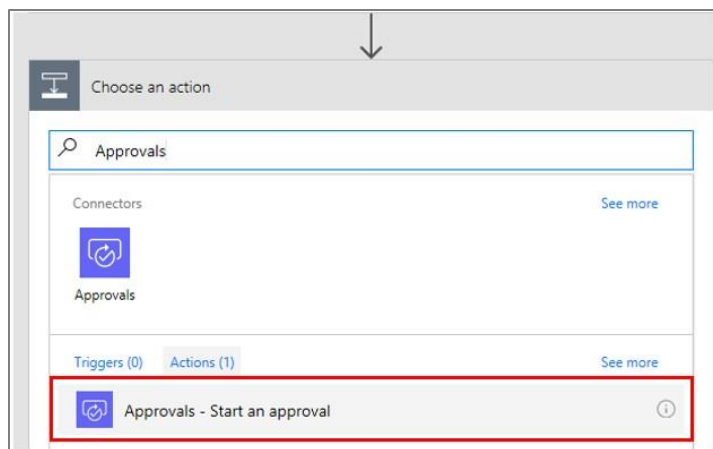 Choose an action
Approvals
Connectors See more
Approvals
Triggers (0) Actions (1) See more
Approvals - Start an approval